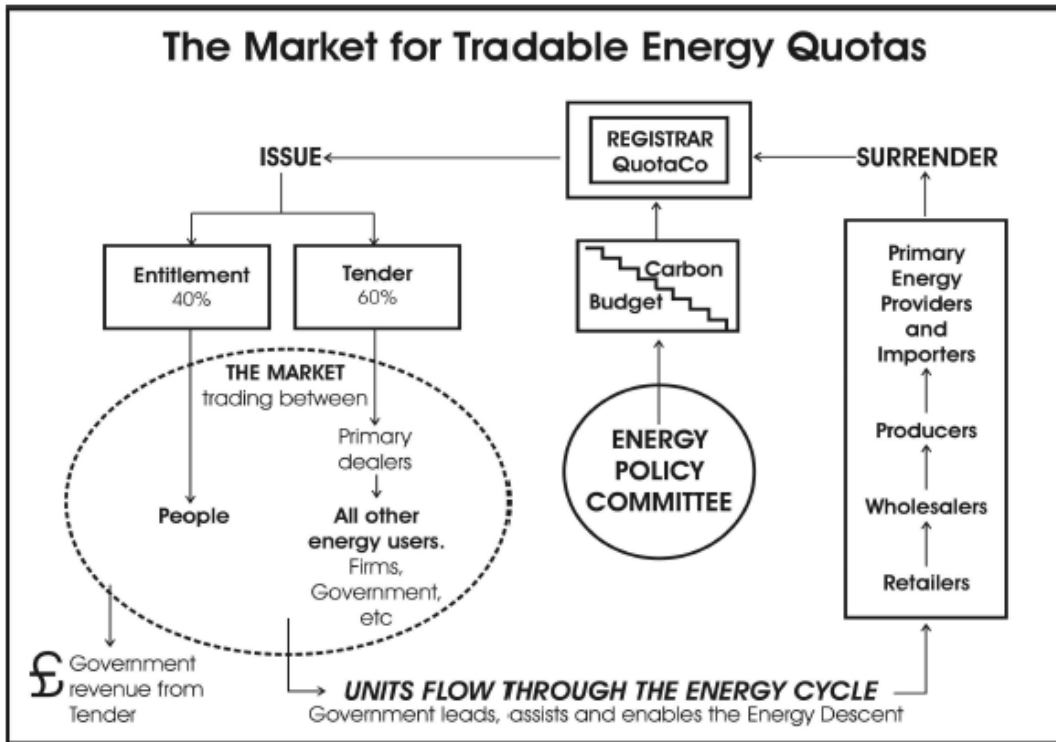 The Market for Tradable Energy Quotas
ISSUE
REGISTRAR
QuotaCo
SURRENDER
Entitlement
40%
Tender
60%
Carbon
Budget
Primary
Energy
Providers
and
Importers
THE MARKET
trading between
Primary
dealers
People
All other
energy users.
Firms,
Government,
etc
ENERGY
POLICY
COMMITTEE
Producers
Wholesalers
Retailers
£
Government
revenue from
Tender
UNITS FLOW THROUGH THE ENERGY CYCLE
Government leads, assists and enables the Energy Descent